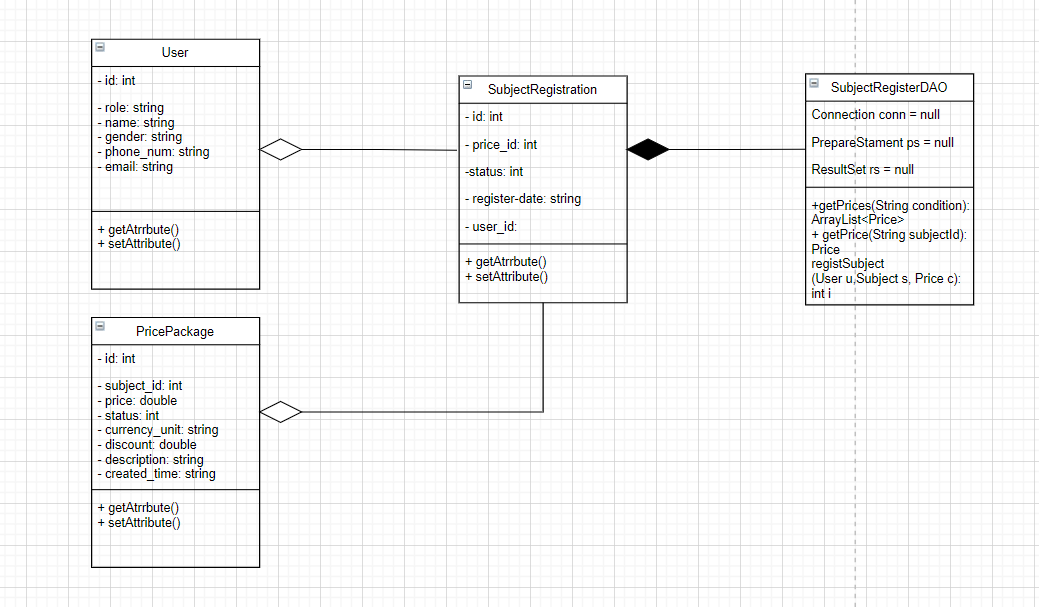 User
- id: int
- role: string
- name: string
- gender: string
- phone_num: string
- email: string
+ getAtrrbute()
+ setAttribute()
SubjectRegistration
- id: int
- price_id: int
-status: int
- register-date: string
- user_id:
+ getAtrrbute()
+ setAttribute()
SubjectRegisterDAO
Connection conn = null
PrepareStament ps = null
ResultSet rs = null
+getPrices(String condition):
ArrayList<Price>
+ getPrice(String subjectId):
Price
registSubject
(User u,Subject s, Price c):
int i
PricePackage
- id: int
- subject_id: int
- price: double
- status: int
- currency_unit: string
- discount: double
- description: string
- created_time: string
+ getAtrrbute()
+ setAttribute()